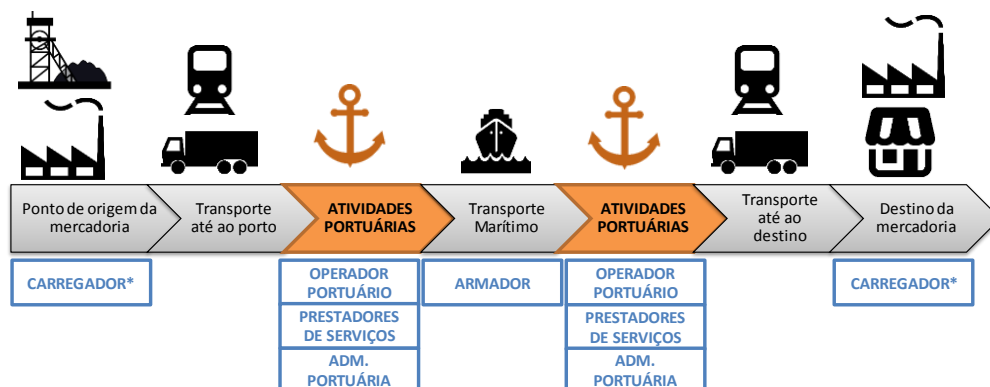 Ponto de origem da
mercadoria
Transporte
até ao porto
ATIVIDADES
PORTUÁRIAS
Transporte
Marítimo
ATIVIDADES
PORTUÁRIAS
Transporte
até ao
destino
Destino da
mercadoria
CARREGADOR*
OPERADOR
PORTUÁRIO
PRESTADORES
DE SERVIÇOS
ADM.
PORTUÁRIA
ARMADOR
OPERADOR
PORTUÁRIO
PRESTADORES
DE SERVIÇOS
ADM.
PORTUÁRIA
CARREGADOR*